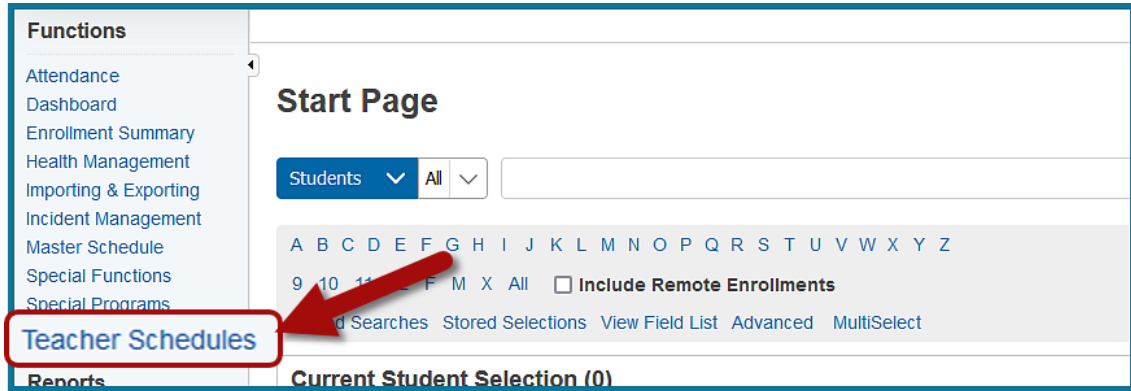 Functions
Attendance
Dashboard
Enrollment Summary
Health Management
Importing & Exporting
Incident Management
Master Schedule
Special Functions
Special Programs
Teacher Schedules
Reports
Start Page
Students All
A B C D E F G H I J K L M N O P Q R S T U V W X Y Z
9 10 11 F M X All Include Remote Enrollments
Searches Stored Selections View Field List Advanced MultiSelect
Current Student Selection (0)